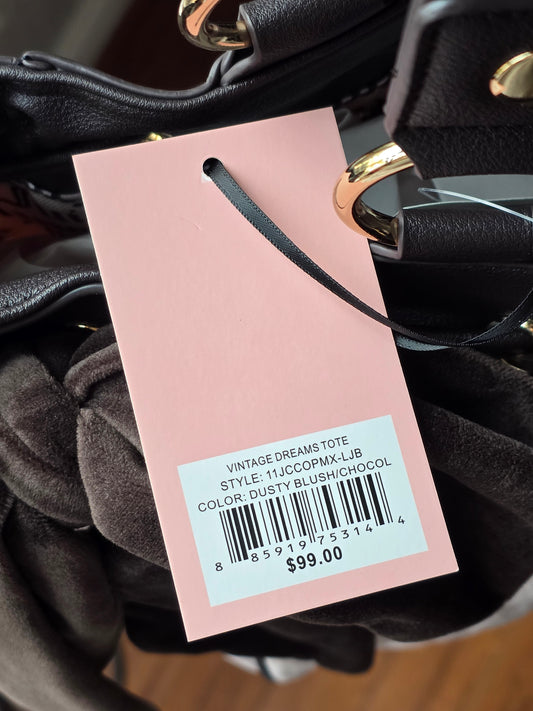 VINTAGE DREAMS TOTE
STYLE: 11JCCOPMX-LJB
COLOR: DUSTY BLUSH/CHOCOL
8 85919 75314 4
$99.00